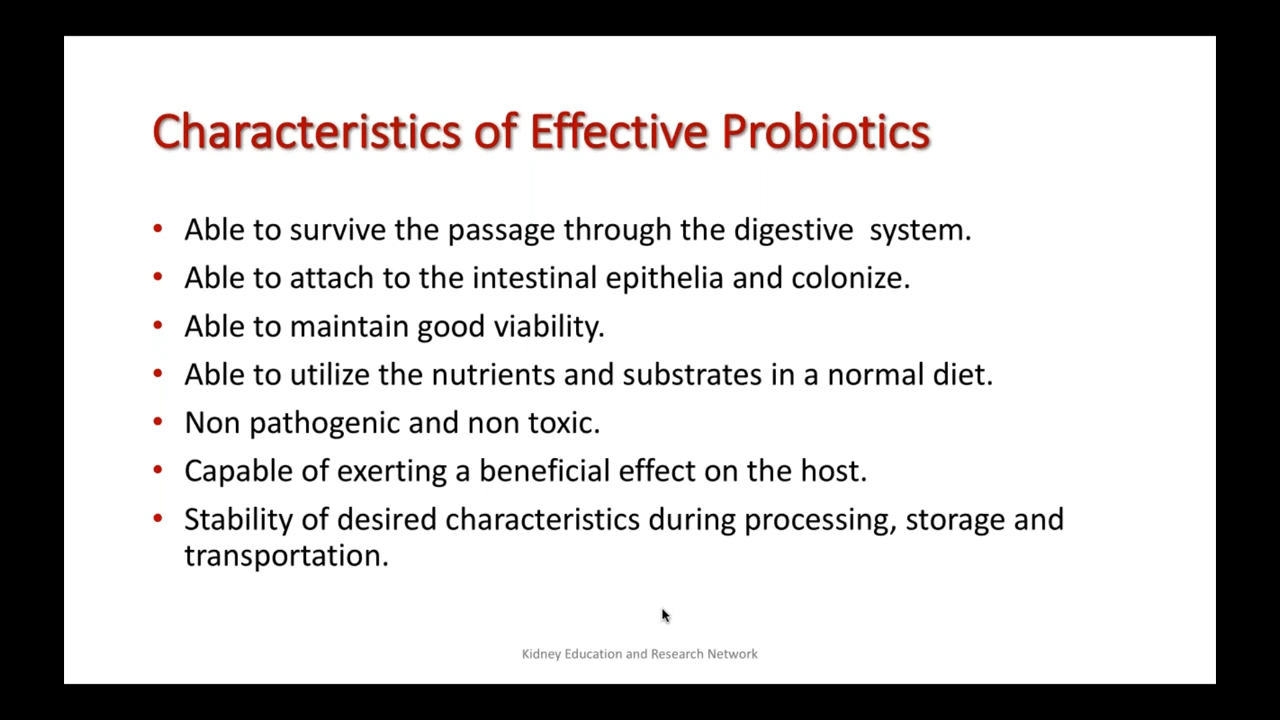 Characteristics of Effective Probiotics
• Able to survive the passage through the digestive  system.
• Able to attach to the intestinal epithelia and colonize.
• Able to maintain good viability.
• Able to utilize the nutrients and substrates in a normal diet.
• Non pathogenic and non toxic.
• Capable of exerting a beneficial effect on the host.
• Stability of desired characteristics during processing, storage and
transportation.
Kidney Education and Research Network